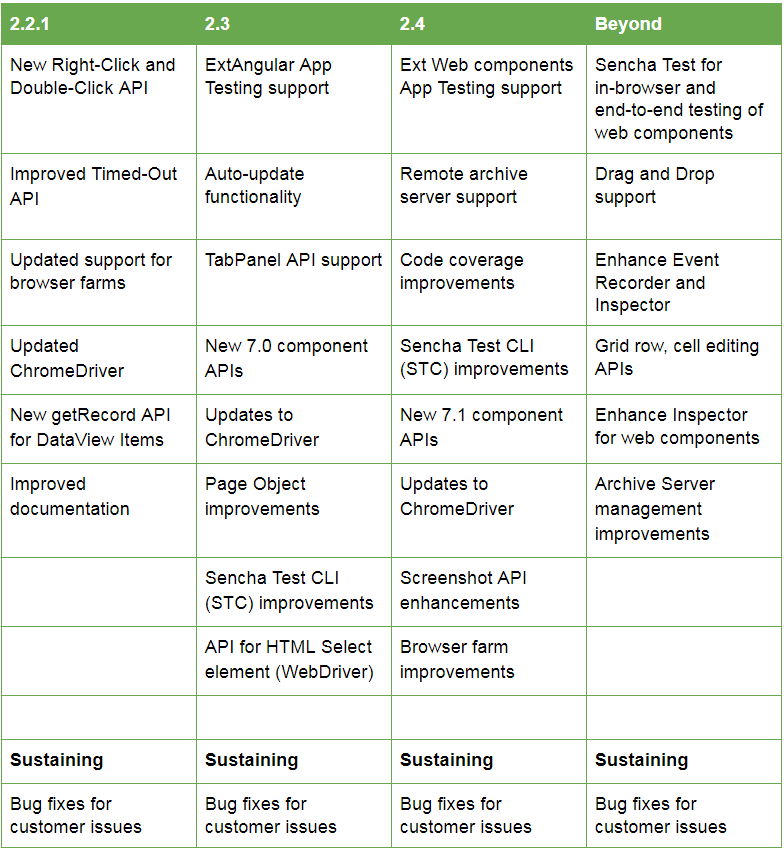 2.2.1 2.3 2.4 Beyond
New Right-Click and
Double-Click API
ExtAngular App
Testing support
Ext Web components
App Testing support
Sencha Test for
in-browser and
end-to-end testing of
web components
Improved Timed-Out
API
Auto-update
functionality
Remote archive
server support
Drag and Drop
support
Updated support for
browser farms
TabPanel API support
Code coverage
improvements
Enhance Event
Recorder and
Inspector
Updated
ChromeDriver
New 7.0 component
APIs
Sencha Test CLI
(STC) improvements
Grid row, cell editing
APIs
New getRecord API
for DataView Items
Updates to
ChromeDriver
New 7.1 component
APIs
Enhance Inspector
for web components
Improved
documentation
Page Object
improvements
Updates to
ChromeDriver
Archive Server
management
improvements
Sencha Test CLI
(STC) improvements
Screenshot API
enhancements
API for HTML Select
element (WebDriver)
Browser farm
improvements
Sustaining Sustaining Sustaining Sustaining
Bug fixes for
customer issues
Bug fixes for
customer issues
Bug fixes for
customer issues
Bug fixes for
customer issues